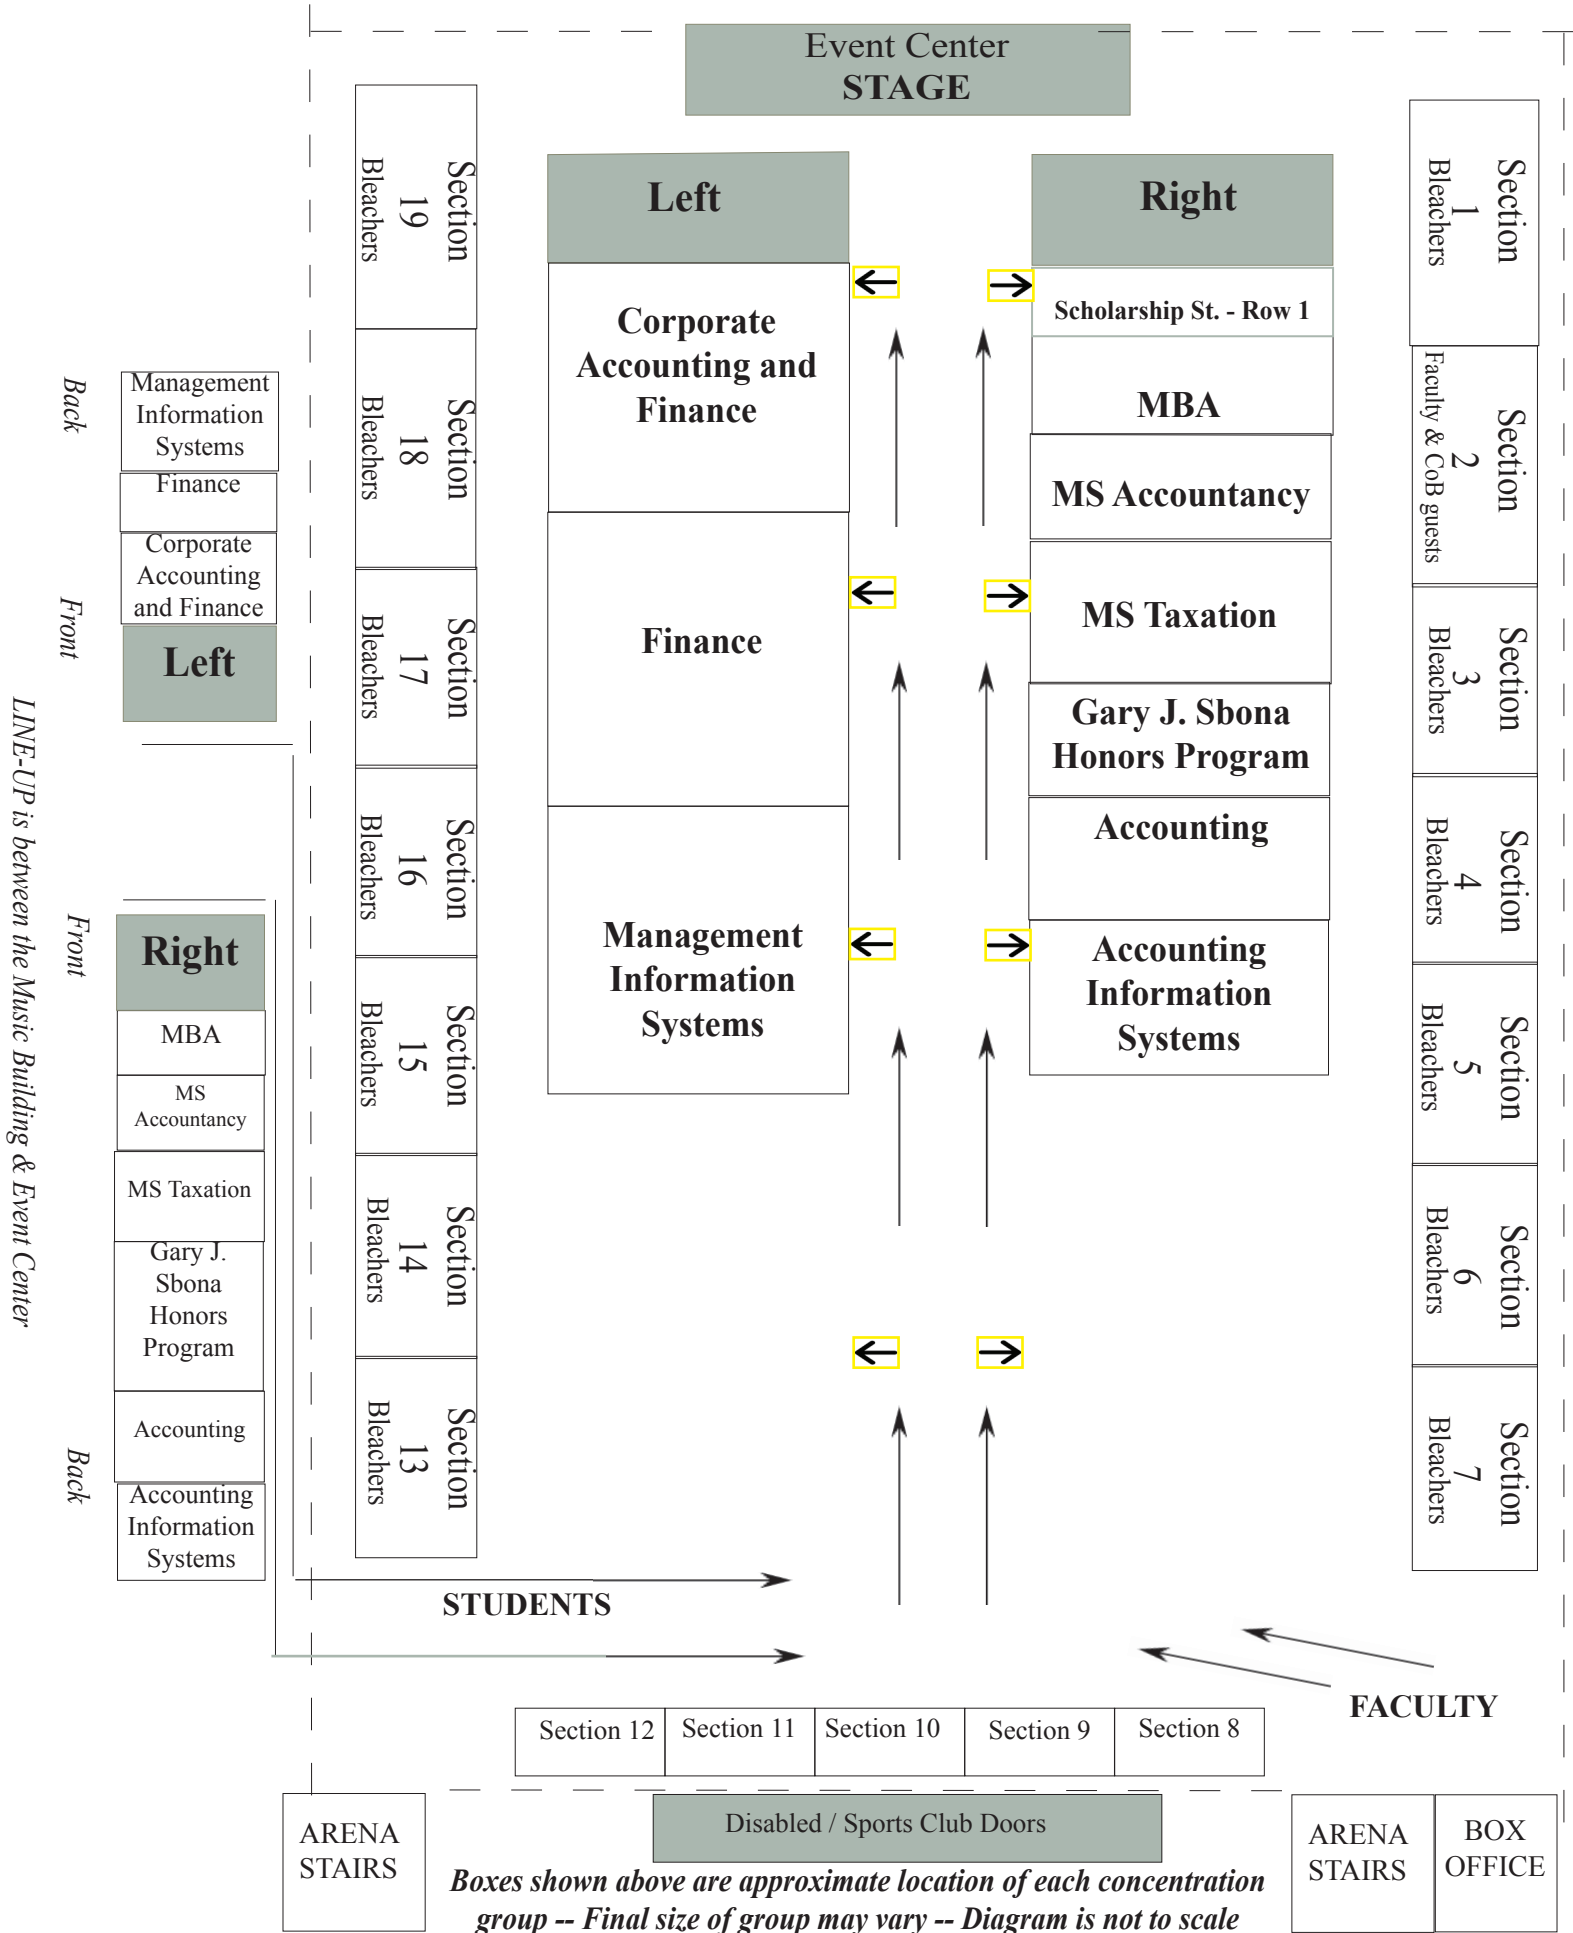 Event Center
STAGE
Left
Corporate
Accounting and
Finance
Finance
Management
Information
Systems
Right
Scholarship St. - Row 1
MBA
MS Accountancy
MS Taxation
Gary J. Sbona
Honors Program
Accounting
Accounting
Information
Systems
Section
19
Bleachers
Section
18
Bleachers
Section
17
Bleachers
Section
16
Bleachers
Section
15
Bleachers
Section
14
Bleachers
Section
13
Bleachers
Section
1
Bleachers
Section
2
Faculty & CoB guests
Section
3
Bleachers
Section
4
Bleachers
Section
5
Bleachers
Section
6
Bleachers
Section
7
Bleachers
Back
Management
Information
Systems
Finance
Corporate
Accounting
and Finance
Front
Left
LINE-UP is between the Music Building & Event Center
Front
Right
MBA
MS
Accountancy
MS Taxation
Gary J.
Sbona
Honors
Program
Accounting
Back
Accounting
Information
Systems
STUDENTS
FACULTY
Section 12
Section 11
Section 10
Section 9
Section 8
ARENA
STAIRS
Disabled / Sports Club Doors
ARENA
STAIRS
BOX
OFFICE
Boxes shown above are approximate location of each concentration
group -- Final size of group may vary -- Diagram is not to scale